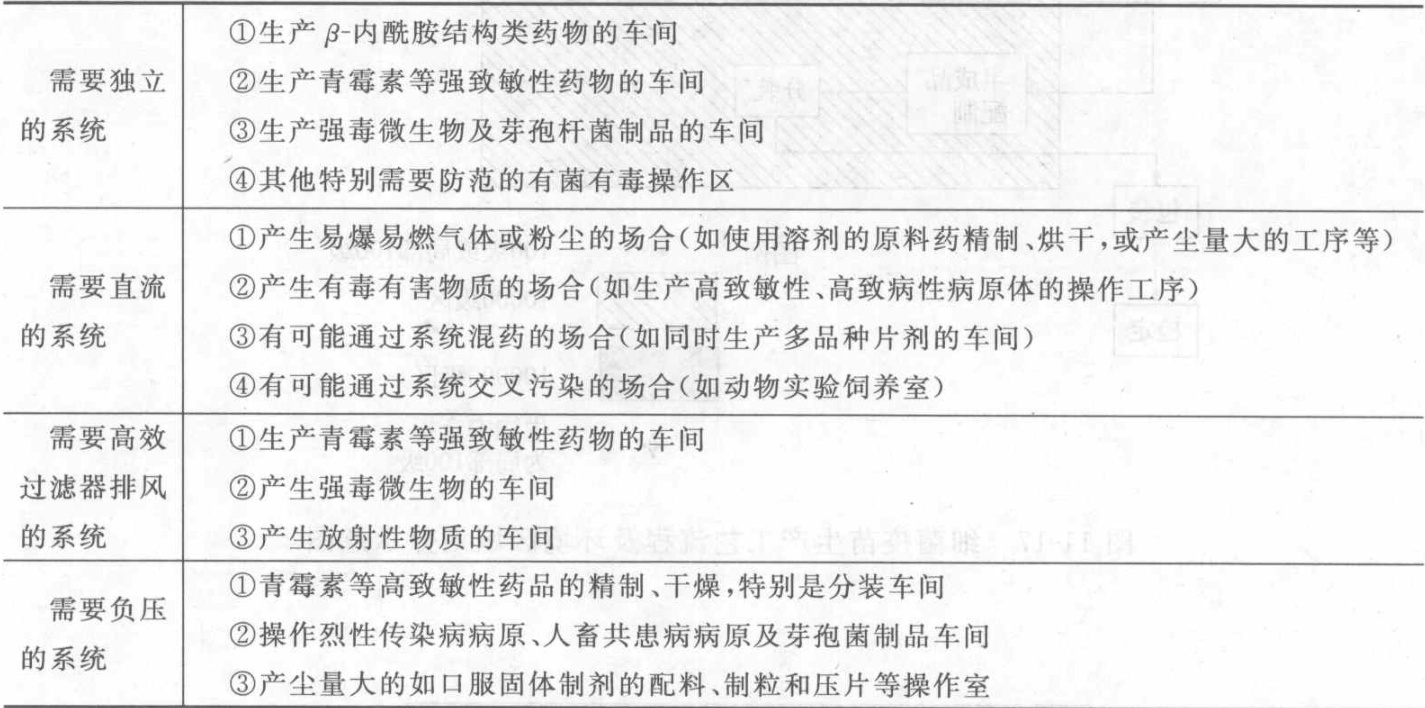 需要独立
的系统
①生产β-内酰胺结构类药物的车间
②生产青霉素等强致敏性药物的车间
③生产强毒微生物及芽孢杆菌制品的车间
④其他特别需要防范的有菌有毒操作区
需要直流
的系统
①产生易爆易燃气体或粉尘的场合(如使用溶剂的原料药精制、烘干,或产尘量大的工序等)
②产生有毒有害物质的场合(如生产高致敏性、高致病性病原体的操作工序)
③有可能通过系统混药的场合(如同时生产多品种片剂的车间)
④有可能通过系统交叉污染的场合(如动物实验饲养室)
需要高效
过滤器排风
的系统
①生产青霉素等强致敏性药物的车间
②产生强毒微生物的车间
③产生放射性物质的车间
需要负压
的系统
①青霉素等高致敏性药品的精制、干燥,特别是分装车间
②操作烈性传染病病原、人畜共患病病原及芽孢菌制品车间
③产尘量大的如口服固体制剂的配料、制粒和压片等操作室